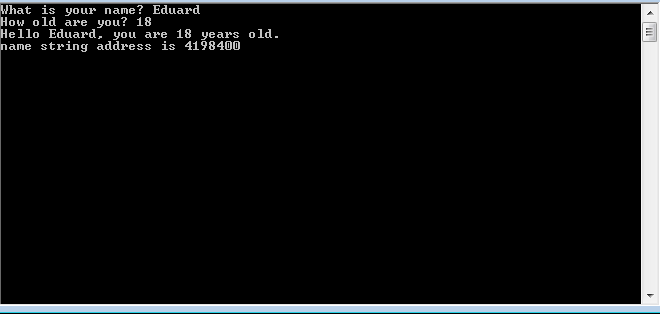 What is your name? Eduard
How old are you? 18
Hello Eduard, you are 18 years old.
name string address is 4198400